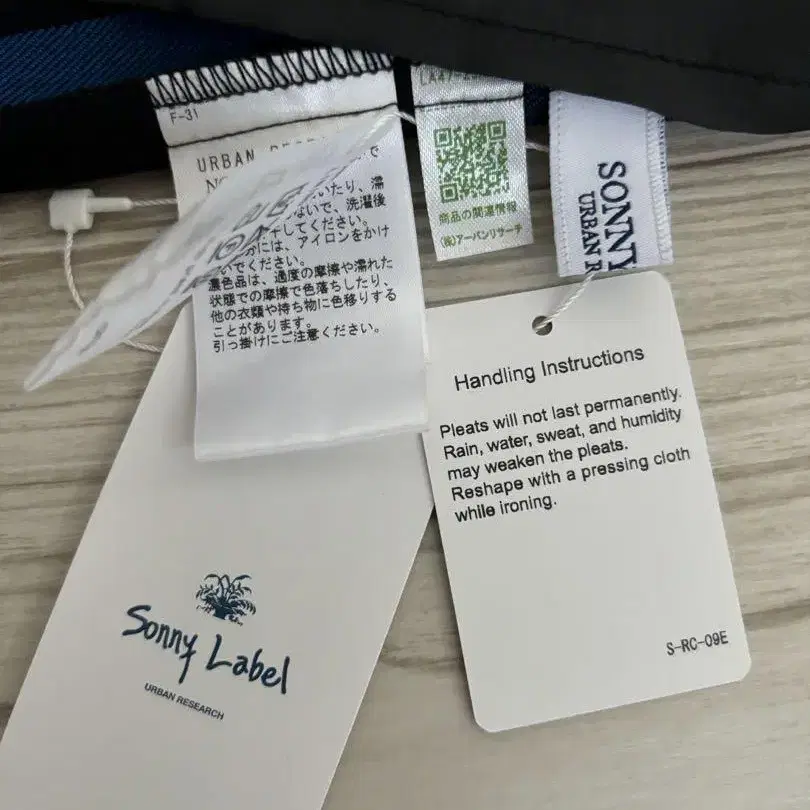 F-31
URBAN
いたり、濡
ないで、洗濯後
してください。
かには、アイロンをかけ
いでください。
濃色品は、過度の摩擦や濡れた
状態での摩擦で色落ちしたり、
他の衣類や持ち物に色移りする
ことがあります。
引っ掛けにご注意ください。
商品の関連情報
(株)アーバンリサーチ
SONNY
URBAN R
Handling Instructions
Pleats will not last permanently.
Rain, water, sweat, and humidity
may weaken the pleats.
Reshape with a pressing cloth
while ironing.
S-RC-09E
Sonny Label
URBAN RESEARCH